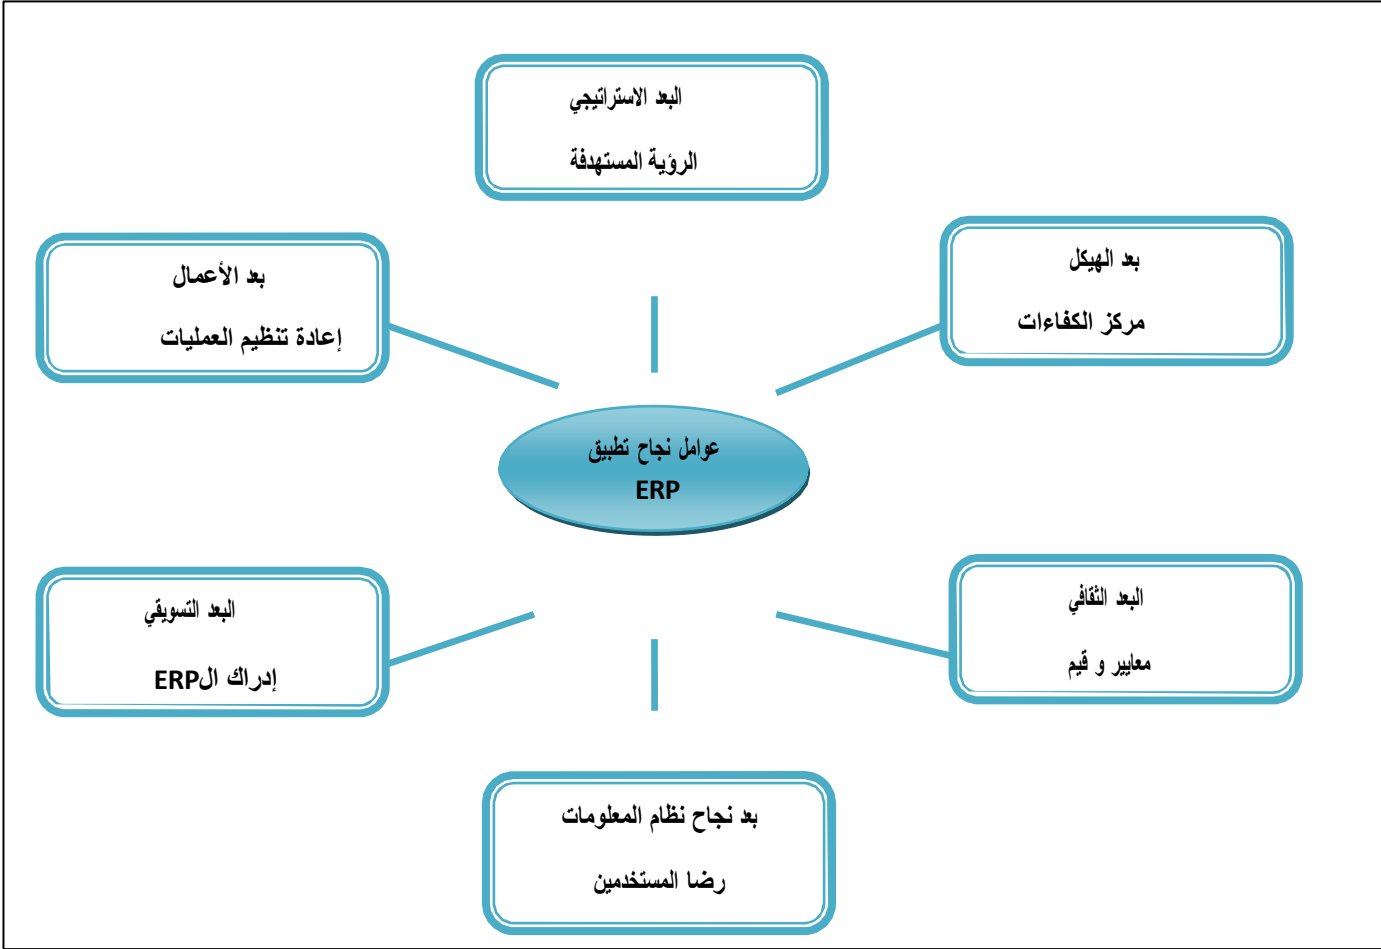 البعد الاستراتيجي
الرؤية المستهدفة
بعد الهيكل
مركز الكفاءات
بعد الأعمال
إعادة تنظيم العمليات
عوامل نجاح تطبيق
ERP
البعد الثقافي
معايير و قيم
البعد التسويقي
إدراك الERP
بعد نجاح نظام المعلومات
رضا المستخدمين